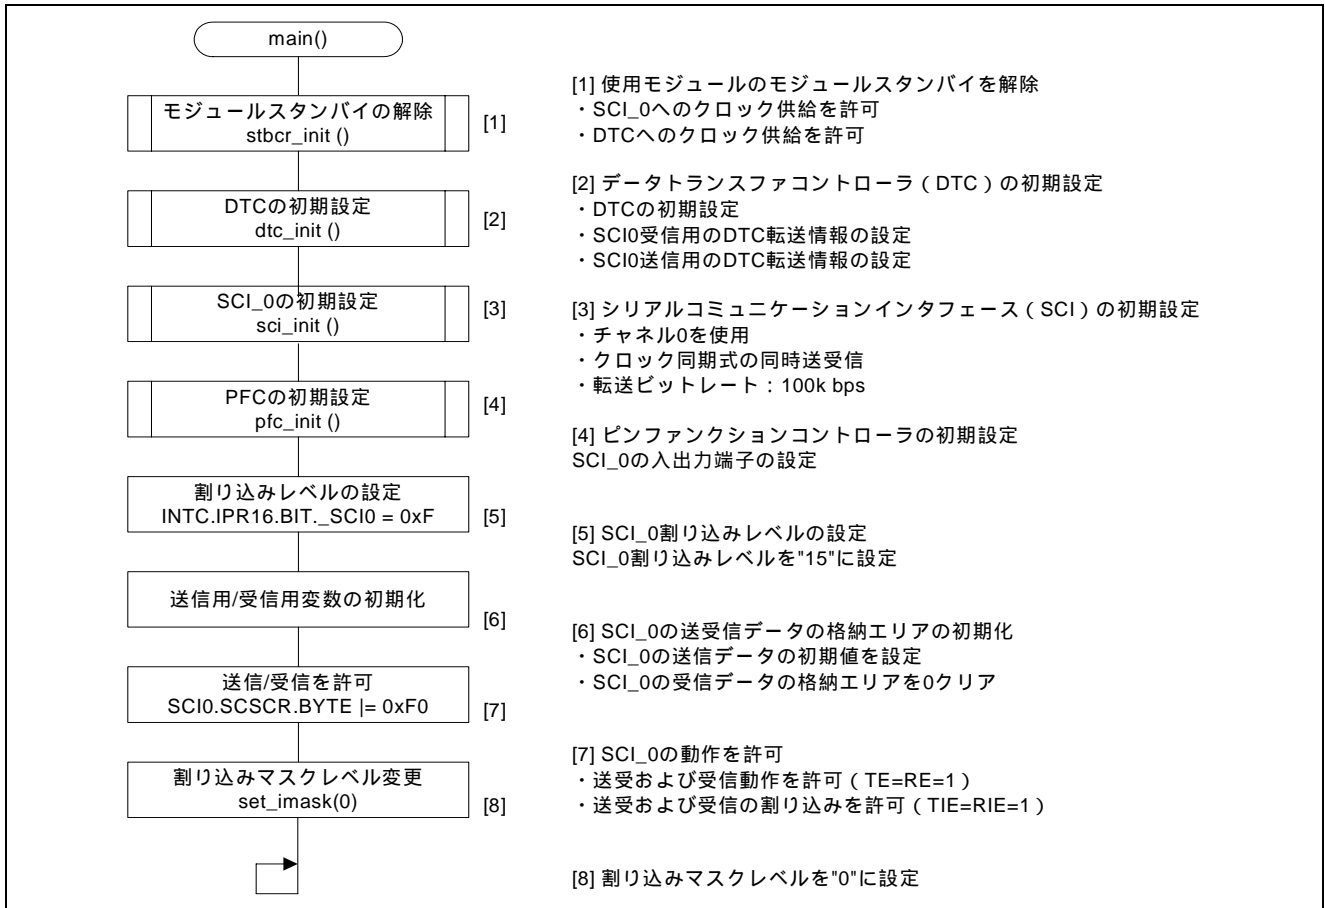 main()
モジュールスタンバイの解除
stbcr_init ()
[1]
DTCの初期設定
dtc_init ()
[2]
SCI_0の初期設定
sci_init ()
[3]
PFCの初期設定
pfc_init ()
[4]
割り込みレベルの設定
INTC.IPR16.BIT._SCI0 = 0xF
[5]
送信用/受信用変数の初期化
[6]
送信/受信を許可
SCI0.SCSCR.BYTE |= 0xF0
[7]
割り込みマスクレベル変更
set_imask(0)
[8]
[1] 使用モジュールのモジュールスタンバイを解除
・SCI_0へのクロック供給を許可
・DTCへのクロック供給を許可
[2] データトランスファコントローラ（DTC）の初期設定
・DTCの初期設定
・SCI0受信用のDTC転送情報の設定
・SCI0送信用のDTC転送情報の設定
[3] シリアルコミュニケーションインタフェース（SCI）の初期設定
・チャネル0を使用
・クロック同期式の同時送受信
・転送ビットレート：100k bps
[4] ピンファンクションコントローラの初期設定
SCI_0の入出力端子の設定
[5] SCI_0割り込みレベルの設定
SCI_0割り込みレベルを"15"に設定
[6] SCI_0の送受信データの格納エリアの初期化
・SCI_0の送信データの初期値を設定
・SCI_0の受信データの格納エリアを0クリア
[7] SCI_0の動作を許可
・送受および受信動作を許可（TE=RE=1）
・送受および受信の割り込みを許可（TIE=RIE=1）
[8] 割り込みマスクレベルを"0"に設定